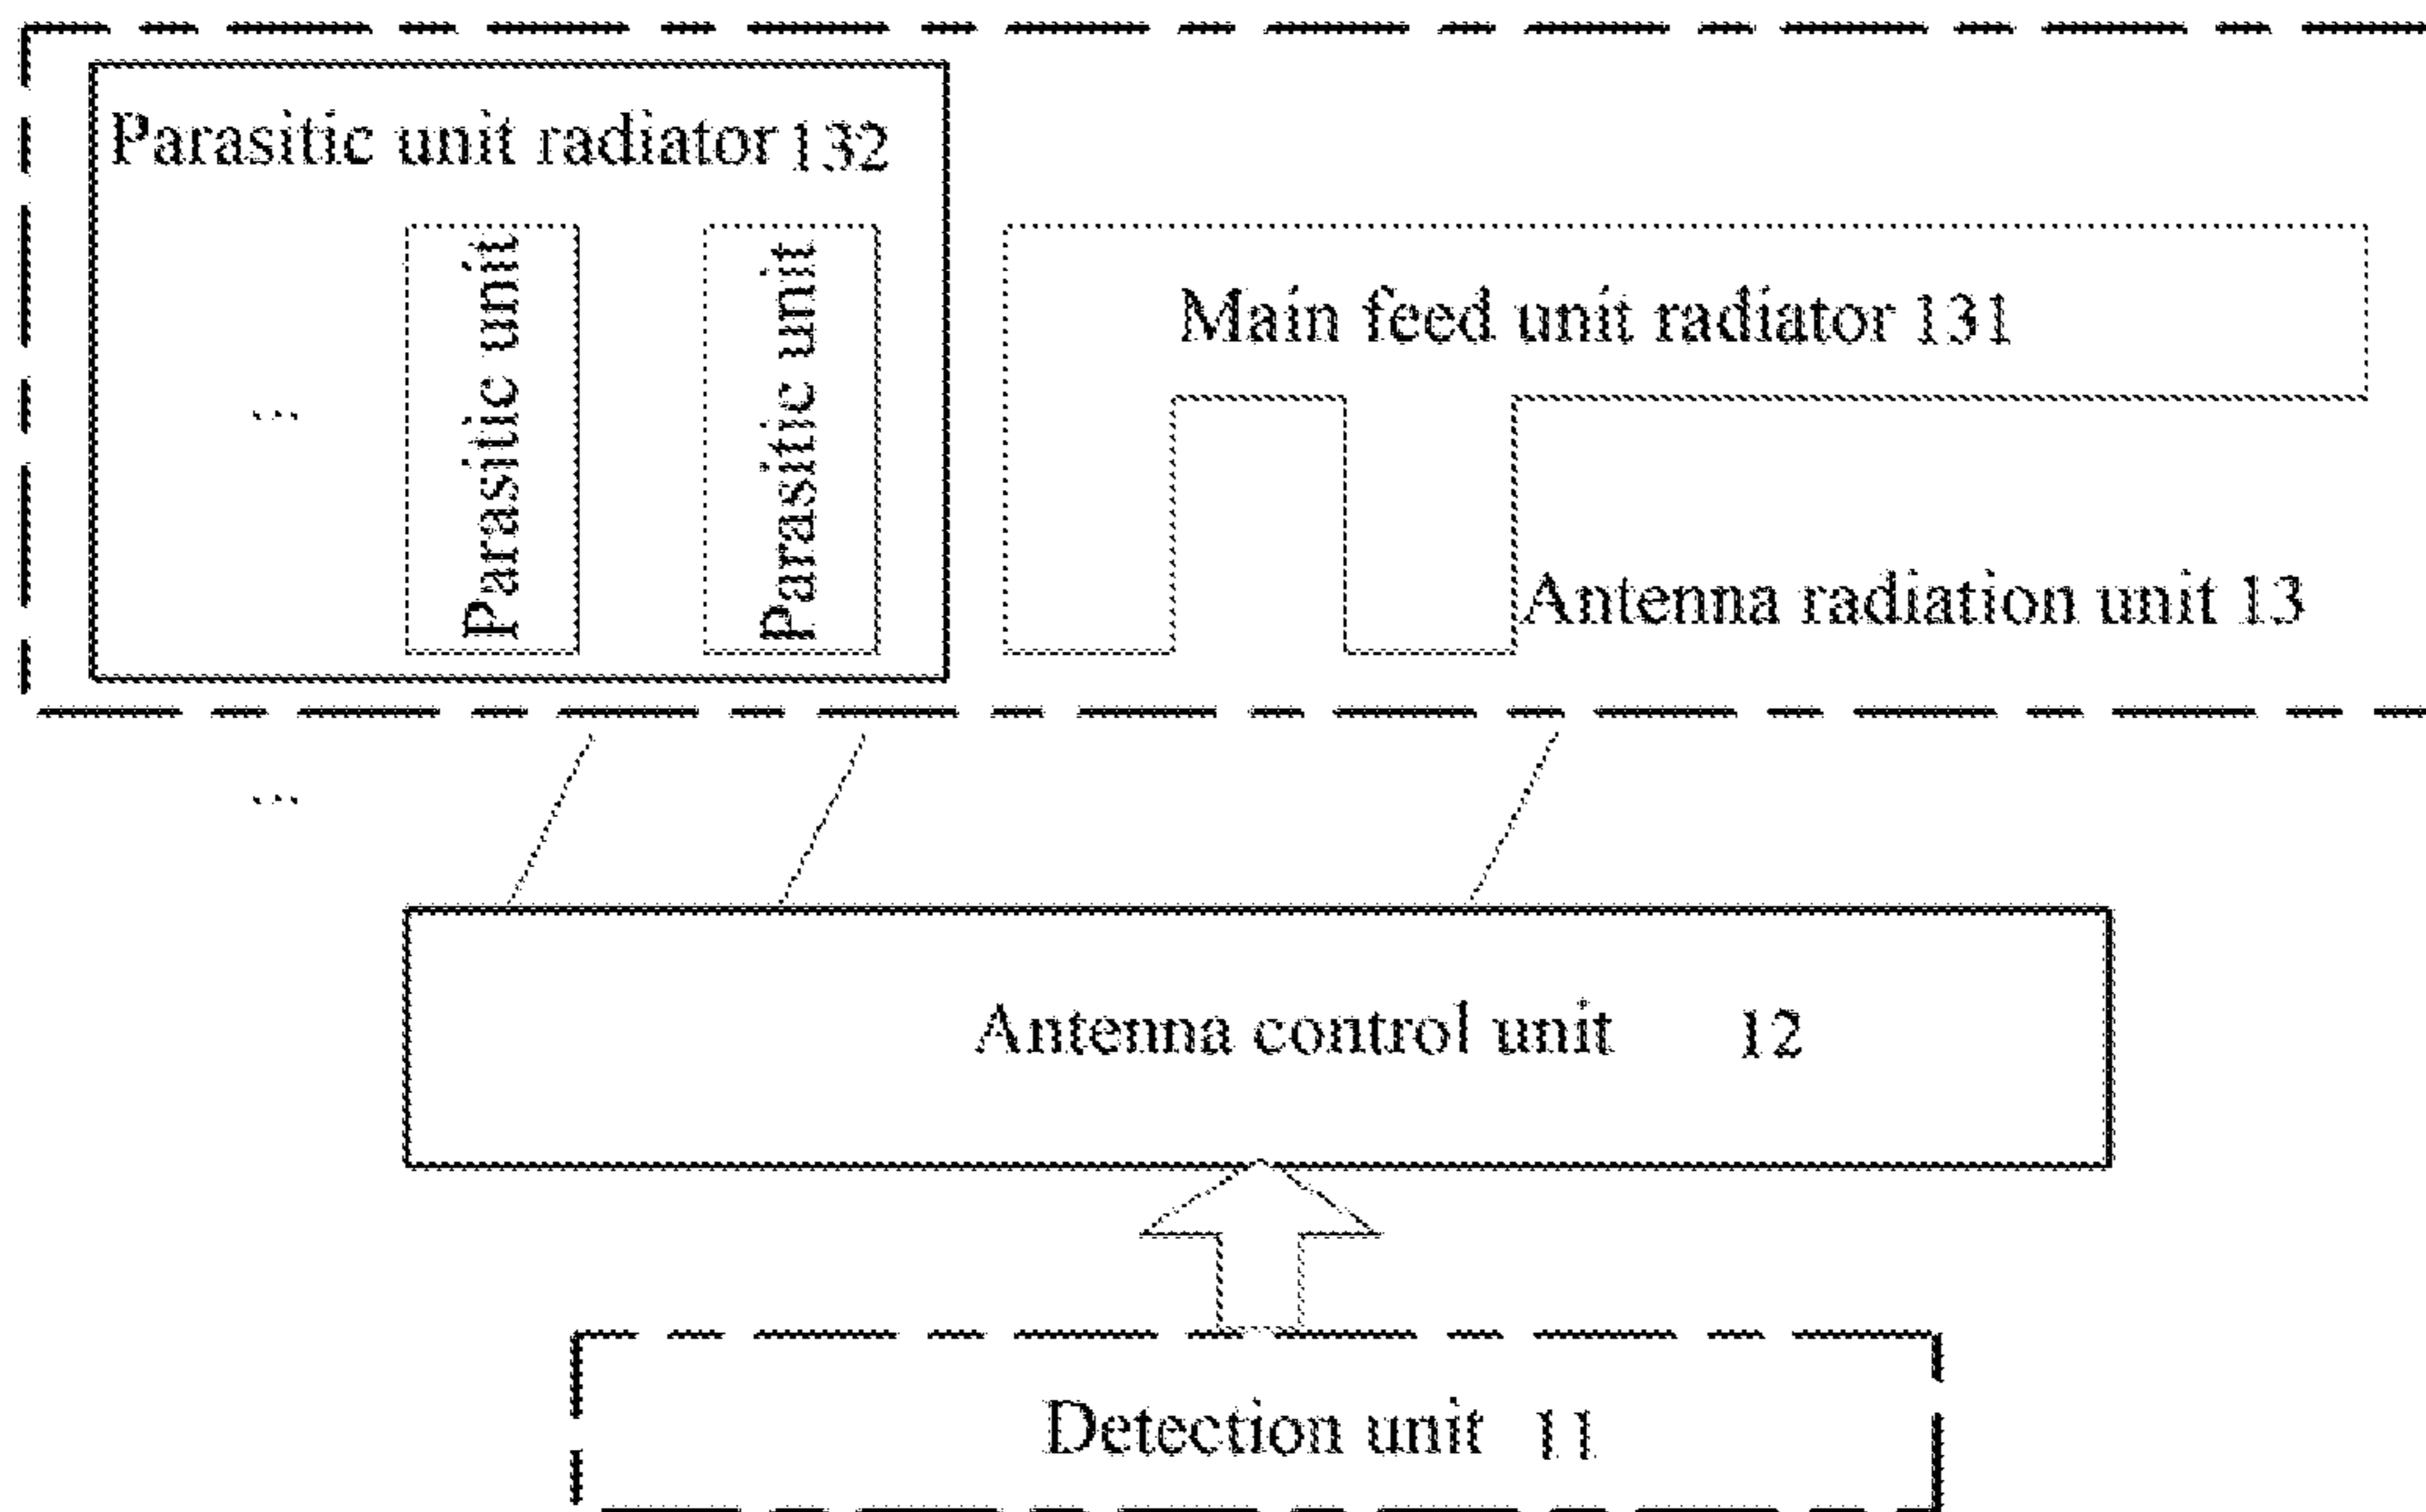 Parasitic unit radiator 132
Parasitic unit
Parasitic unit
Main feed unit radiator 131
Antenna radiation unit 13
...
...
Antenna control unit 12
Detection unit 11